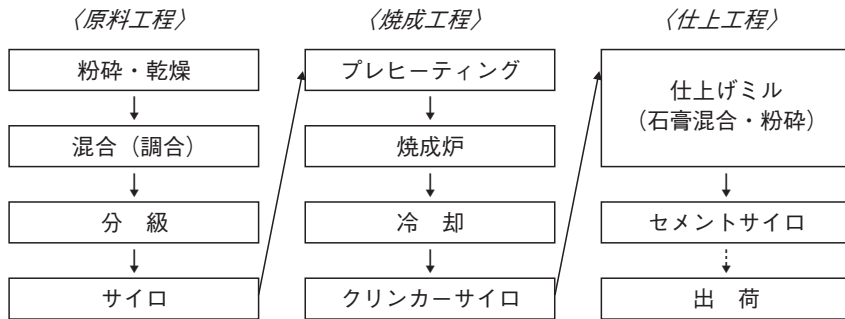 〈原料工程〉
粉砕・乾燥
混合（調合）
分　級
サイロ
〈焼成工程〉
プレヒーティング
焼成炉
冷　却
クリンカーサイロ
〈仕上工程〉
仕上げミル
（石膏混合・粉砕）
セメントサイロ
出　荷